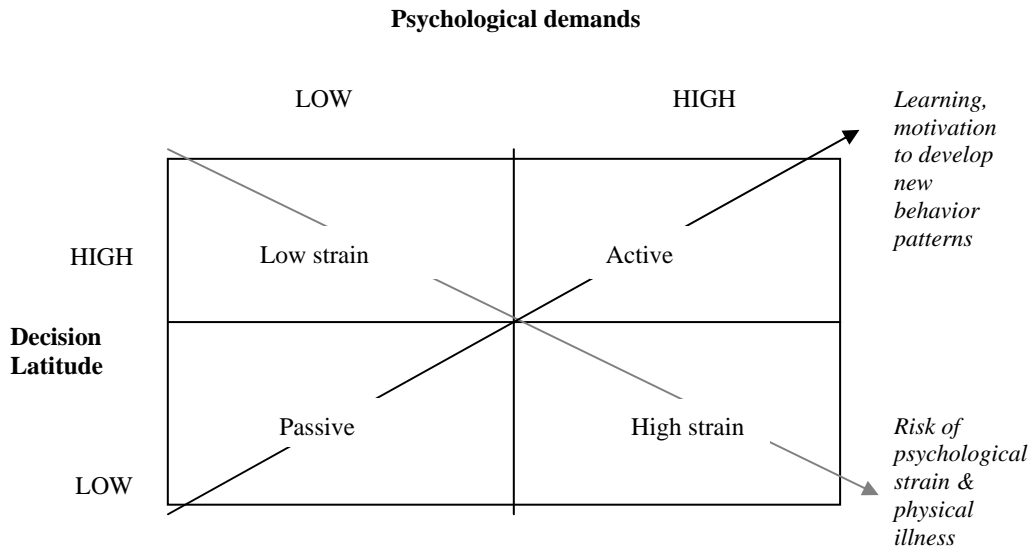 Psychological demands
LOW
HIGH
Learning,
motivation
to develop
new
behavior
patterns
HIGH
Low strain
Active
Decision
Latitude
Passive
High strain
LOW
Risk of
psychological
strain &
physical
illness